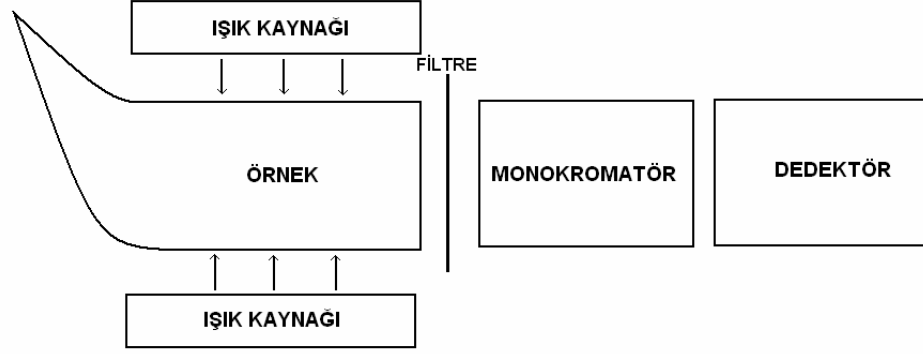 IŞIK KAYNAĞI
FİLTRE
ÖRNEK
MONOKROMATÖR
DEDEKTÖR
IŞIK KAYNAĞI